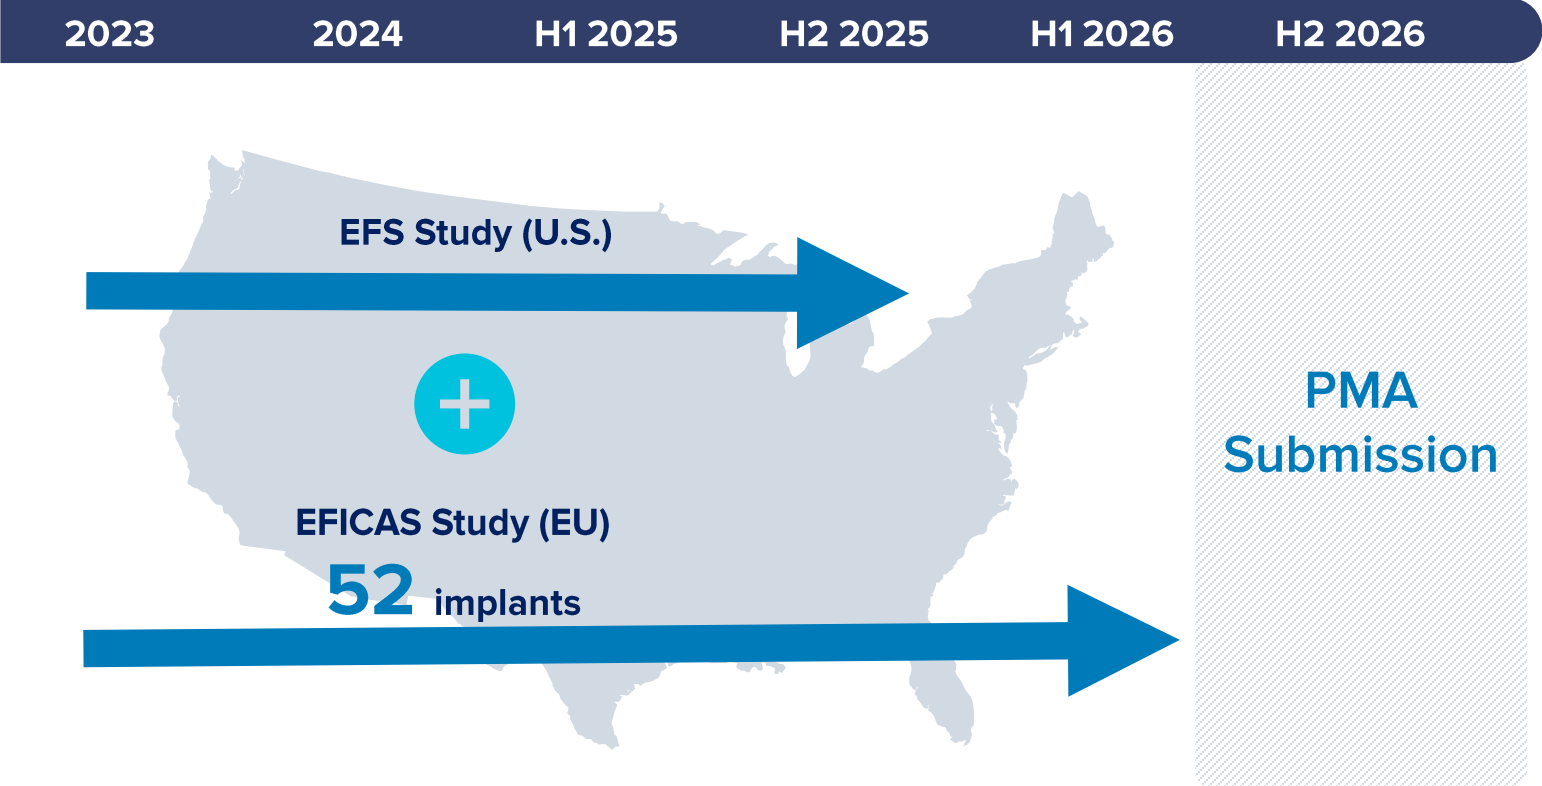 2023 2024 H1 2025 H2 2025 H1 2026 H2 2026
EFS Study (U.S.)
+
EFICAS Study (EU)
52 implants
PMA
Submission